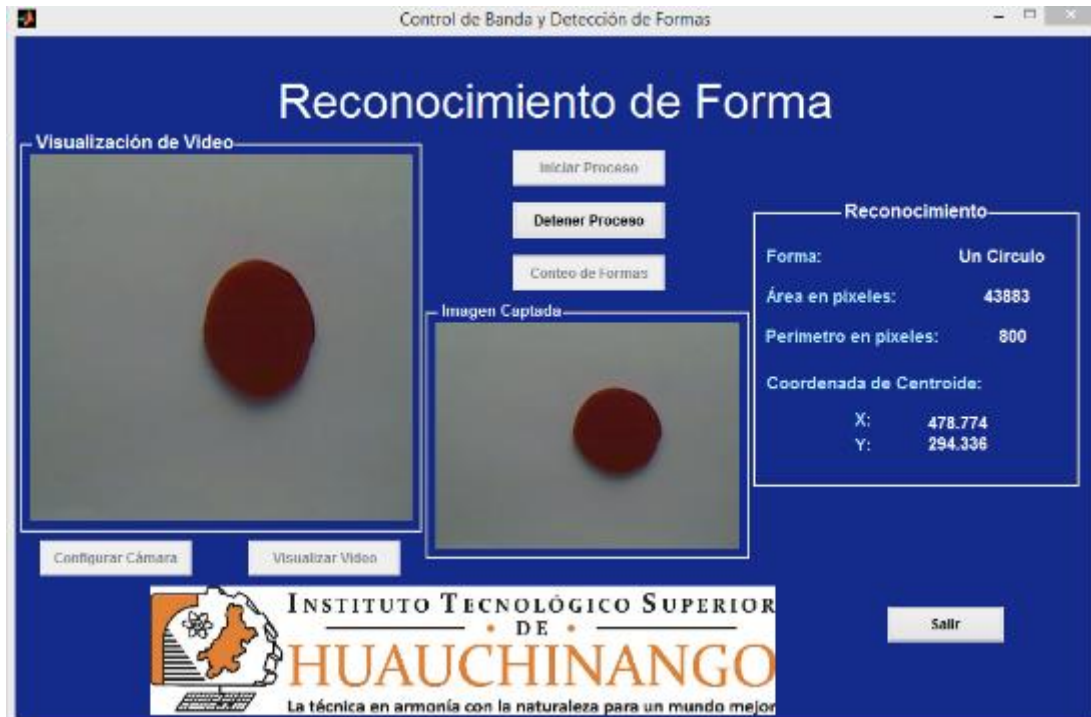 Control de Banda y Detección de Formas
Reconocimiento de Forma
Visualización de Video
Iniciar Proceso
Detener Proceso
Conteo de Formas
Imagen Captada
Reconocimiento
Forma: Un Circulo
Área en pixeles: 43883
Perimetro en pixeles: 800
Coordenada de Centroide:
X: 478.774
Y: 294.336
Configurar Cámara
Visualizar Video
INSTITUTO TECNOLÓGICO SUPERIOR
DE
HUAUCHINANGO
La técnica en armonía con la naturaleza para un mundo mejor
Salir